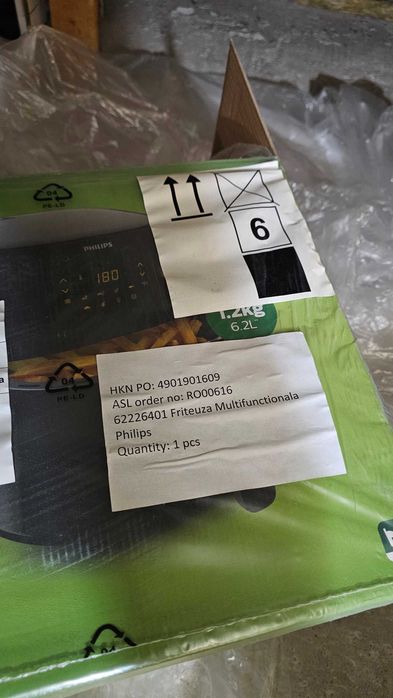 04
PE-LD
6
PHILIPS
180
1.2kg
6.2L
04
PE-LD
HKN PO: 4901901609
ASL order no: RO00616
62226401 Friteuza Multifunctionala
Philips
Quantity: 1 pcs
04